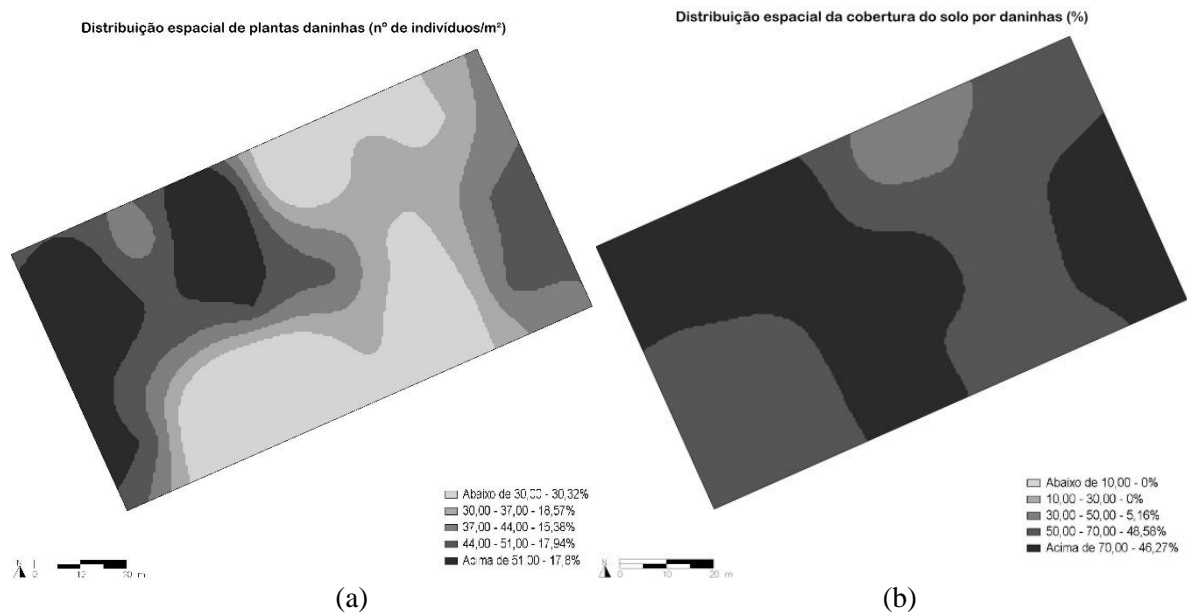 Distribuição espacial de plantas daninhas (nº de indivíduos/m²)
Abaixo de 30,00 - 30,32%
30,00 - 37,00 - 18,57%
37,00 - 44,00 - 15,38%
44,00 - 51,00 - 17,94%
Acima de 51,00 - 17,8%
N
0 10 20 m
(a)
Distribuição espacial da cobertura do solo por daninhas (%)
Abaixo de 10,00 - 0%
10,00 - 30,00 - 0%
30,00 - 50,00 - 5,16%
50,00 - 70,00 - 48,58%
Acima de 70,00 - 46,27%
N
0 10 20 m
(b)